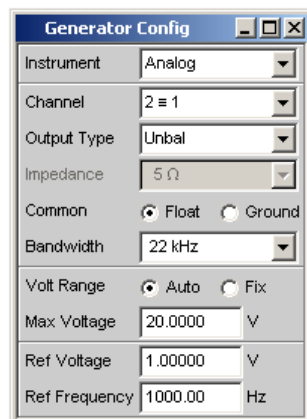 Generator Config
Instrument Analog
Channel 2 ≡ 1
Output Type Unbal
Impedance 5 Ω
Common Float Ground
Bandwidth 22 kHz
Volt Range Auto Fix
Max Voltage 20.0000 V
Ref Voltage 1.00000 V
Ref Frequency 1000.00 Hz